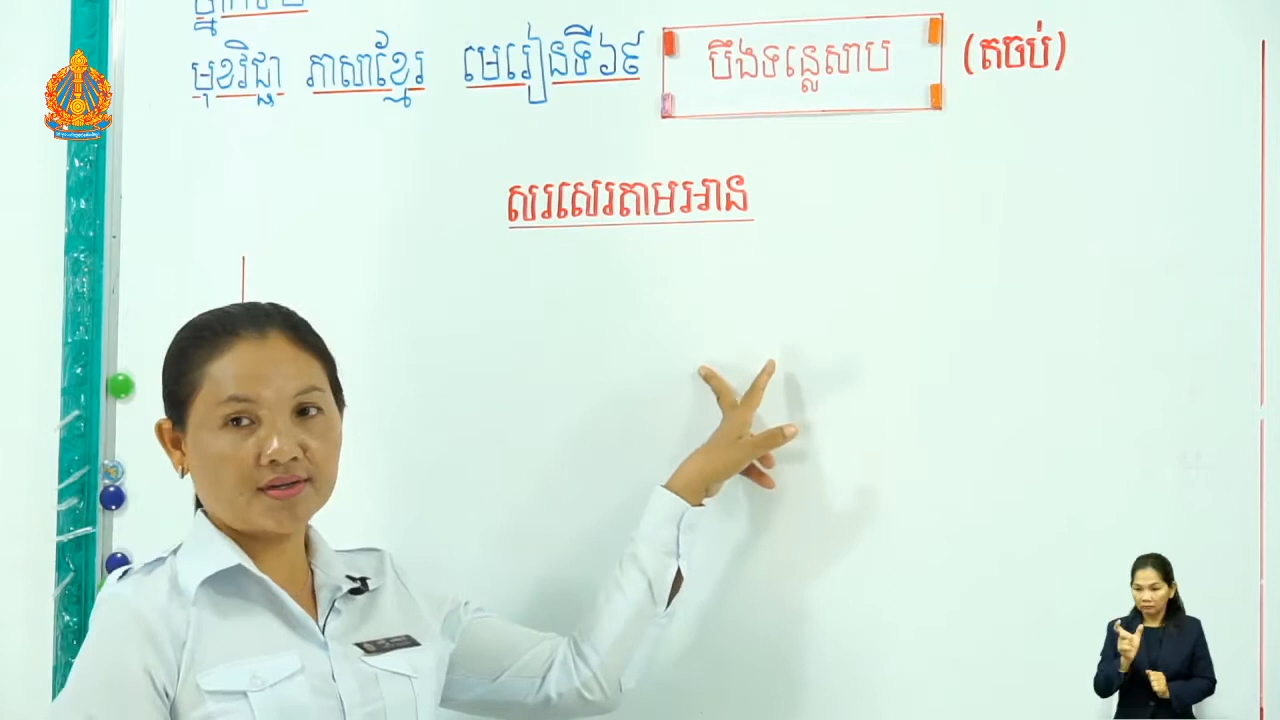 មុខវិជ្ជា ភាសាខ្មែរ មេរៀនទី៦៩ បឹងទន្លេសាប (តចប់)
សរសេរតាមអាន